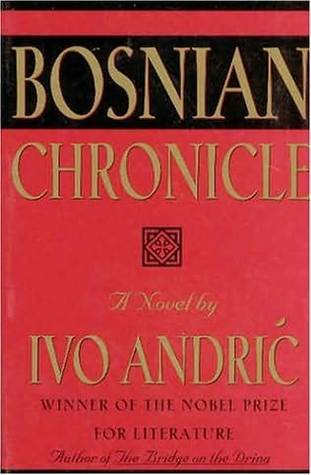 BOSNIAN
CHRONICLE
A Novel by
IVO ANDRIĆ
WINNER OF THE NOBEL PRIZE
FOR LITERATURE
Author of The Bridge on the Drina